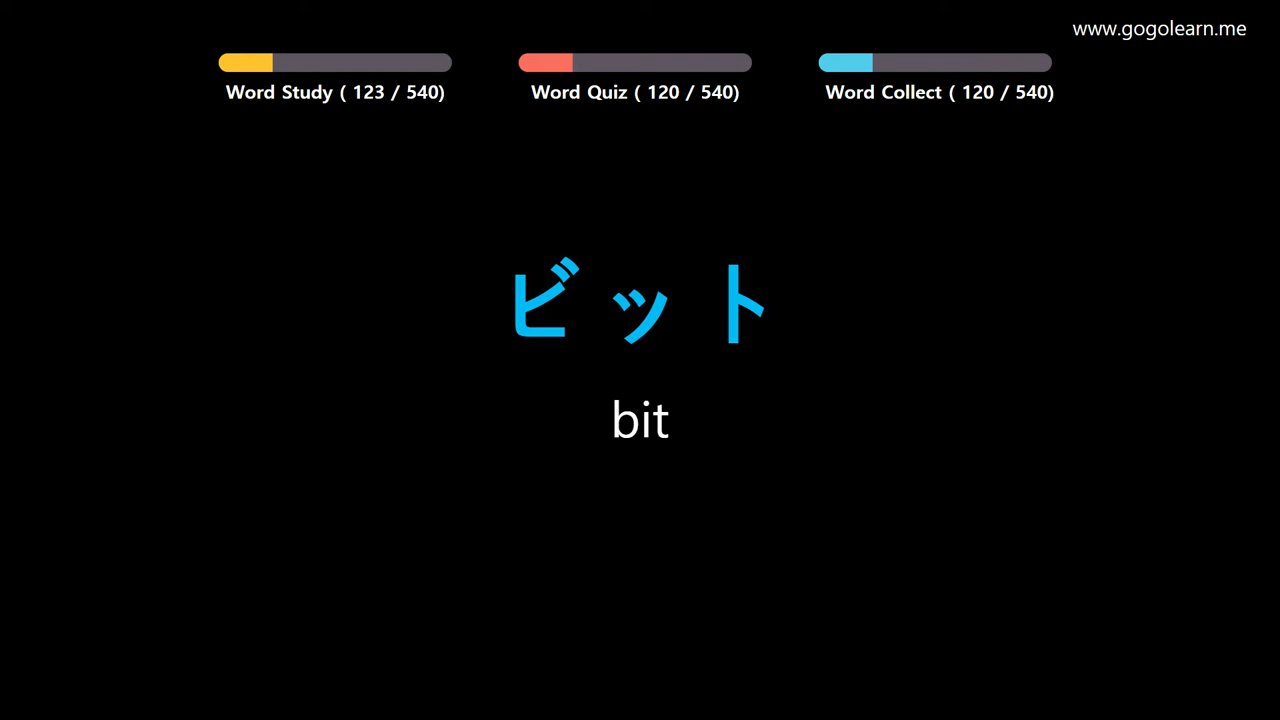 www.gogolearn.me
Word Study ( 123 / 540)
Word Quiz ( 120 / 540)
Word Collect ( 120 / 540)
ビット
bit